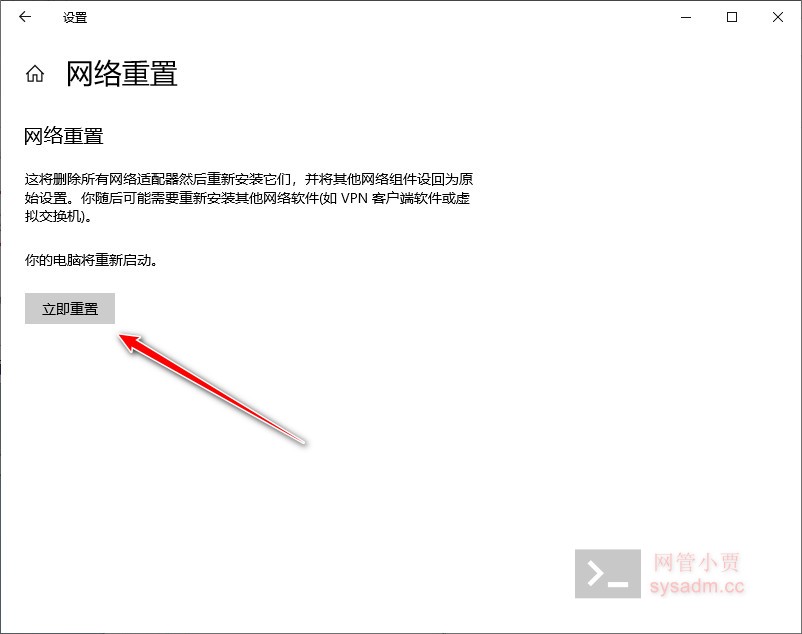 设置
网络重置
网络重置
这将删除所有网络适配器然后重新安装它们，并将其他网络组件设回为原
始设置。你随后可能需要重新安装其他网络软件(如 VPN 客户端软件或虚
拟交换机)。
你的电脑将重新启动。
立即重置
网管小贾
sysadm.cc